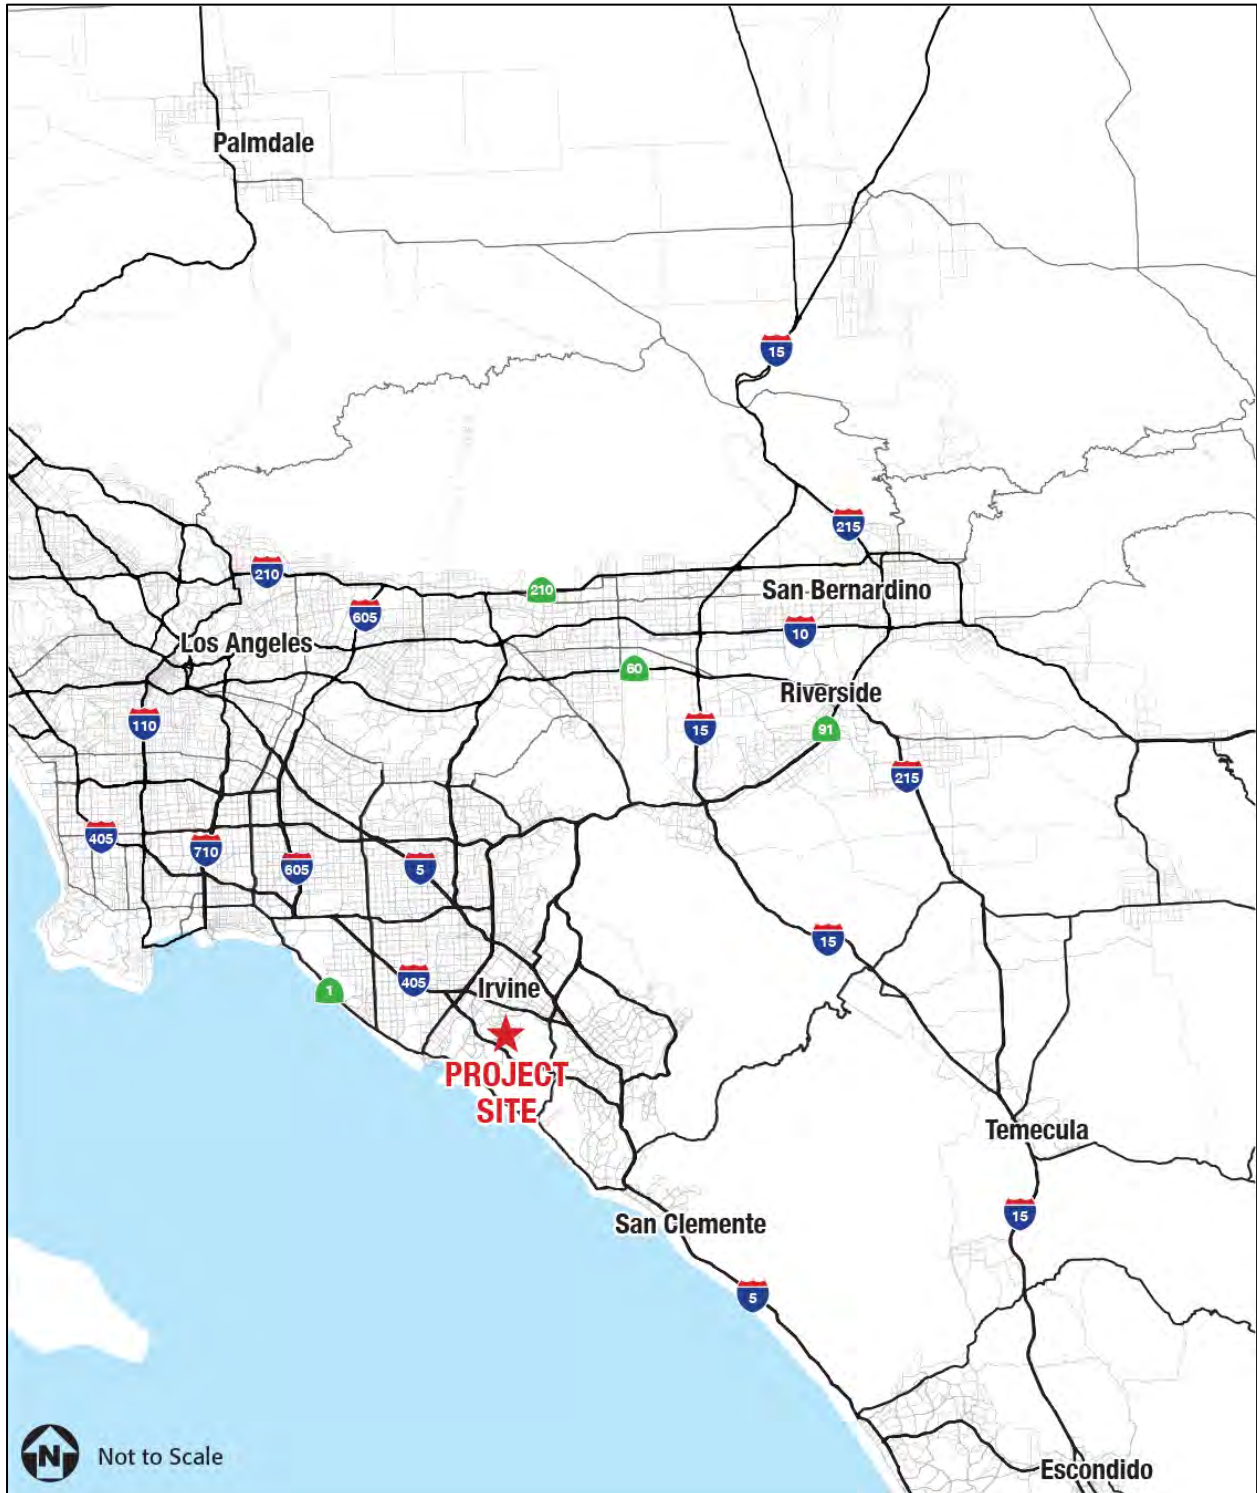 Palmdale
15
215
210
210
San Bernardino
605
10
Los Angeles
60
Riverside
110
15
91
215
405
710
605
5
15
405
Irvine
1
PROJECT
SITE
Temecula
15
San Clemente
5
N
Not to Scale
Escondido